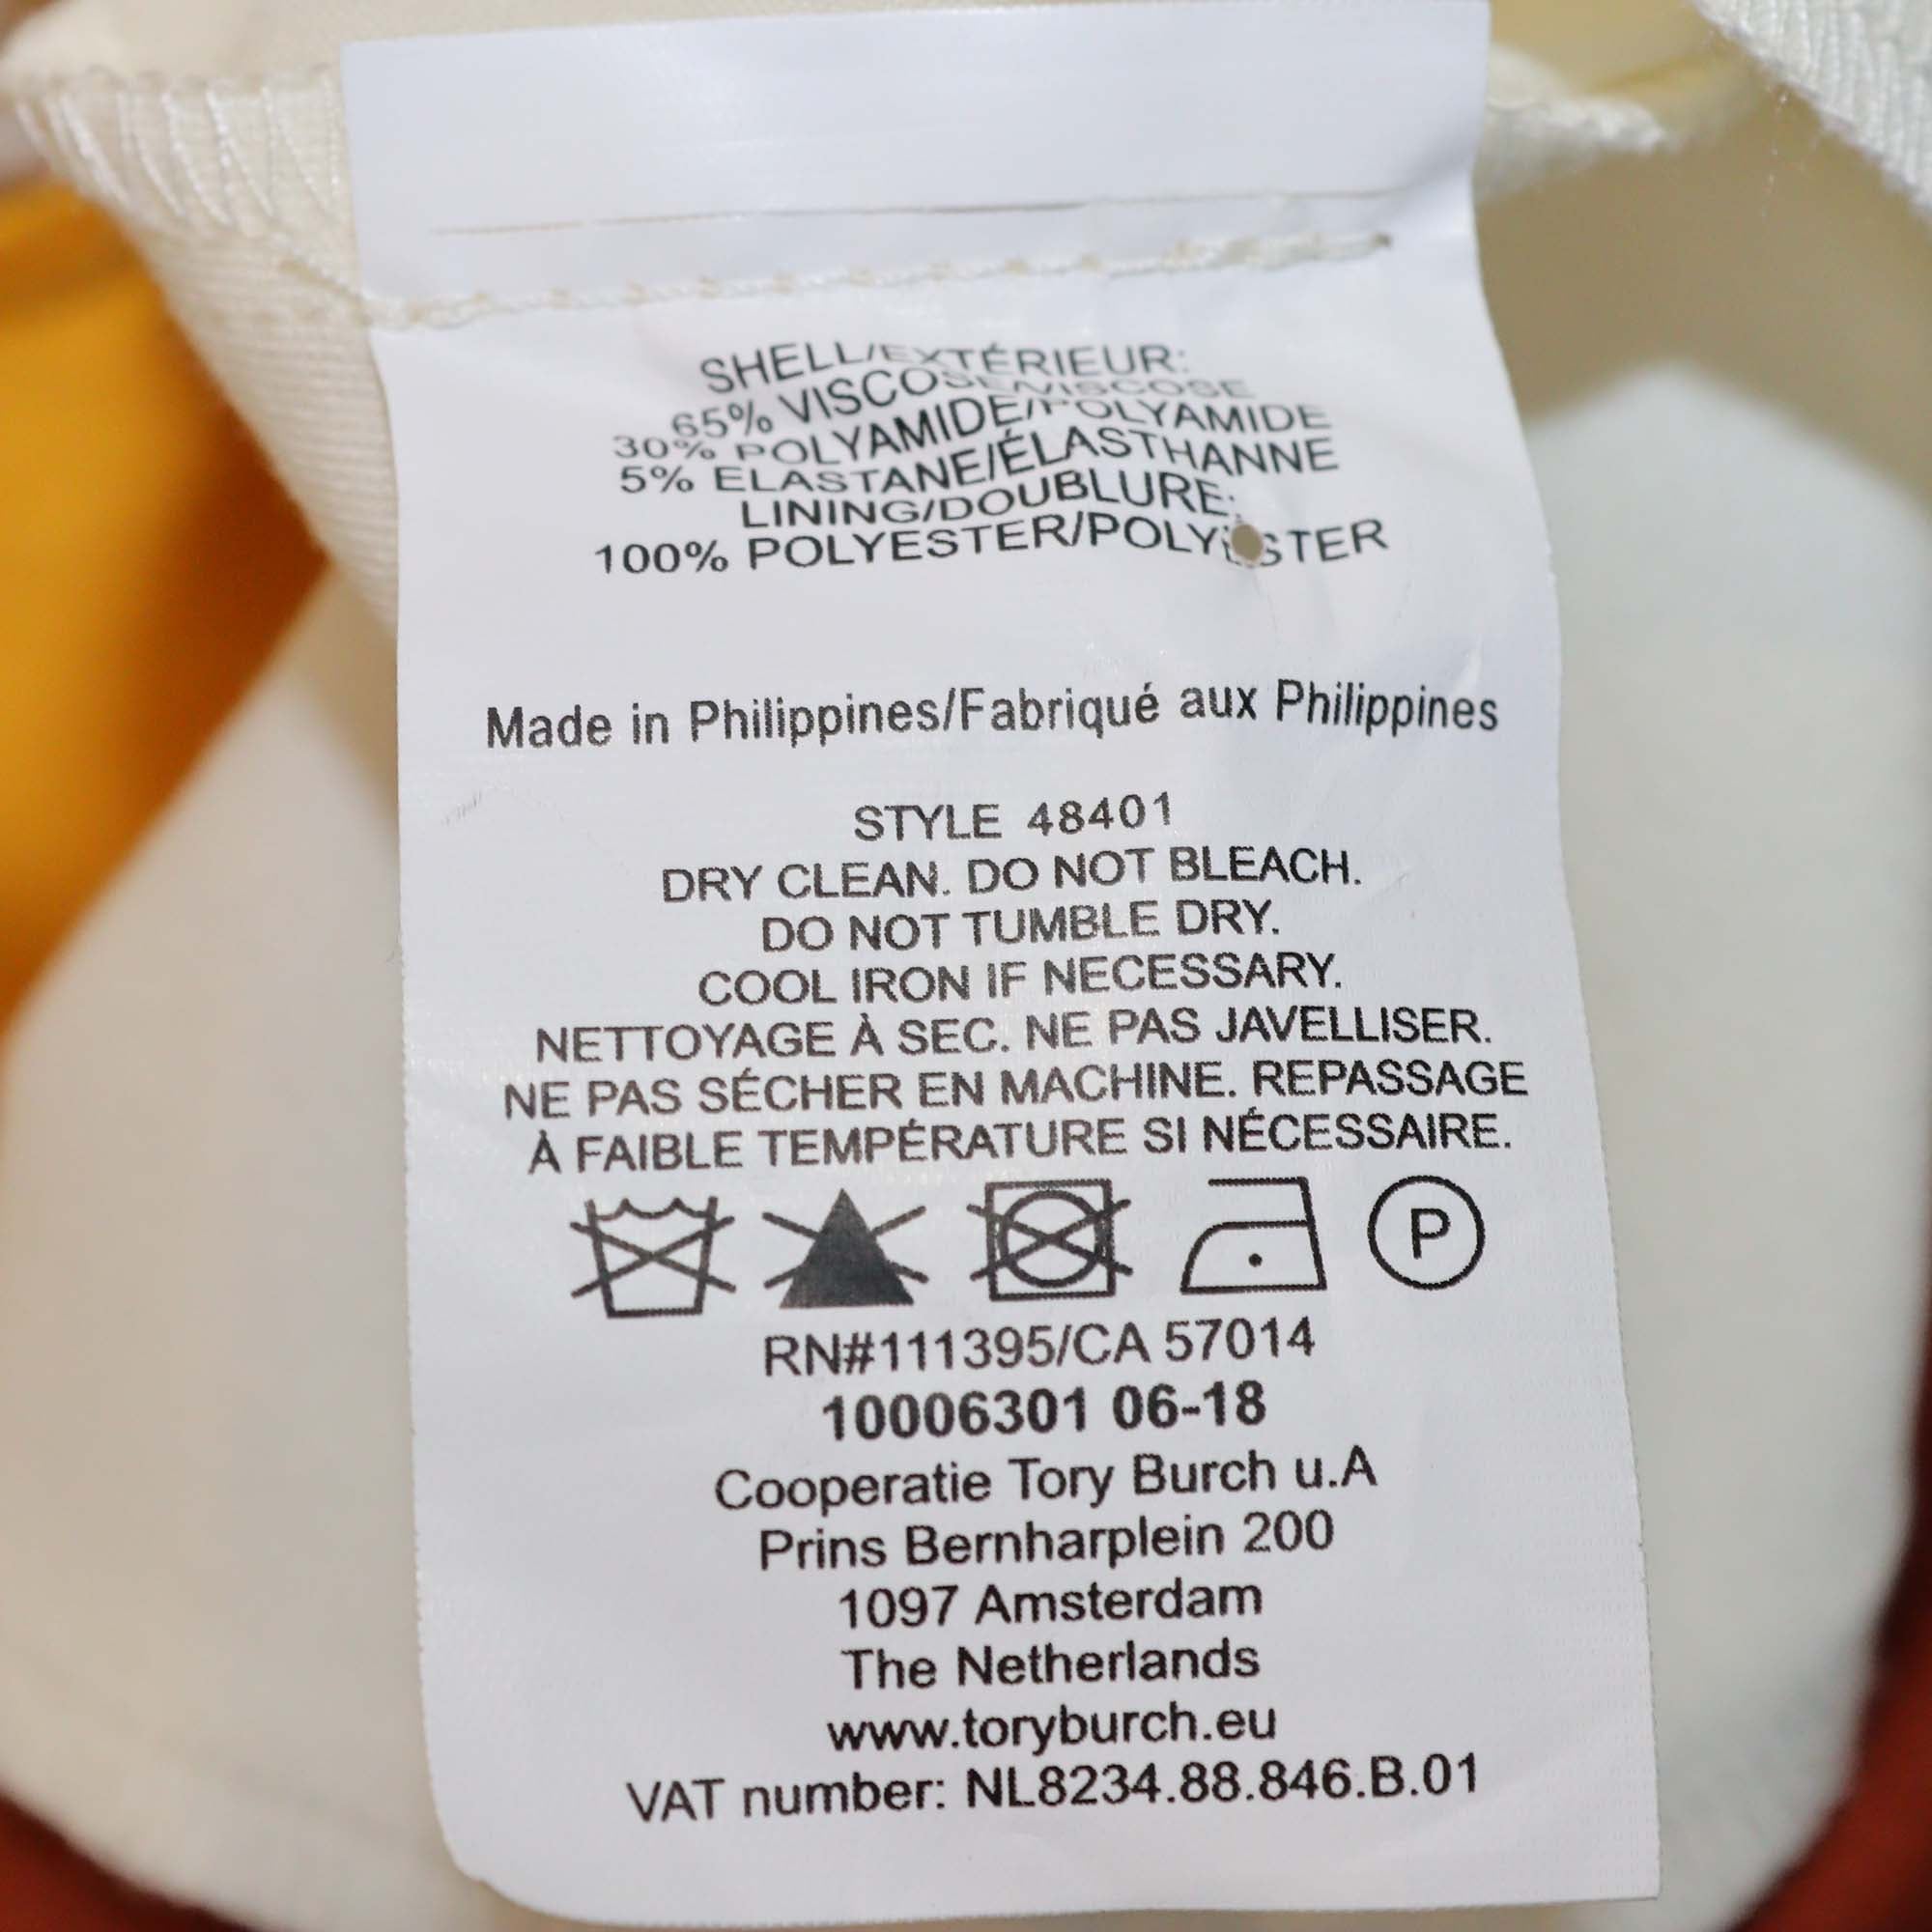 SHELL/EXTÉRIEUR:
65% VISCOSE/VISCOSE
30% POLYAMIDE/POLYAMIDE
5% ELASTANE/ÉLASTHANNE
LINING/DOUBLURE:
100% POLYESTER/POLYESTER
Made in Philippines/Fabriqué aux Philippines
STYLE 48401
DRY CLEAN. DO NOT BLEACH.
DO NOT TUMBLE DRY.
COOL IRON IF NECESSARY.
NETTOYAGE À SEC. NE PAS JAVELLISER.
NE PAS SÉCHER EN MACHINE. REPASSAGE
À FAIBLE TEMPÉRATURE SI NÉCESSAIRE.
P
RN#111395/CA 57014
10006301 06-18
Cooperatie Tory Burch u.A
Prins Bernharplein 200
1097 Amsterdam
The Netherlands
www.toryburch.eu
VAT number: NL8234.88.846.B.01